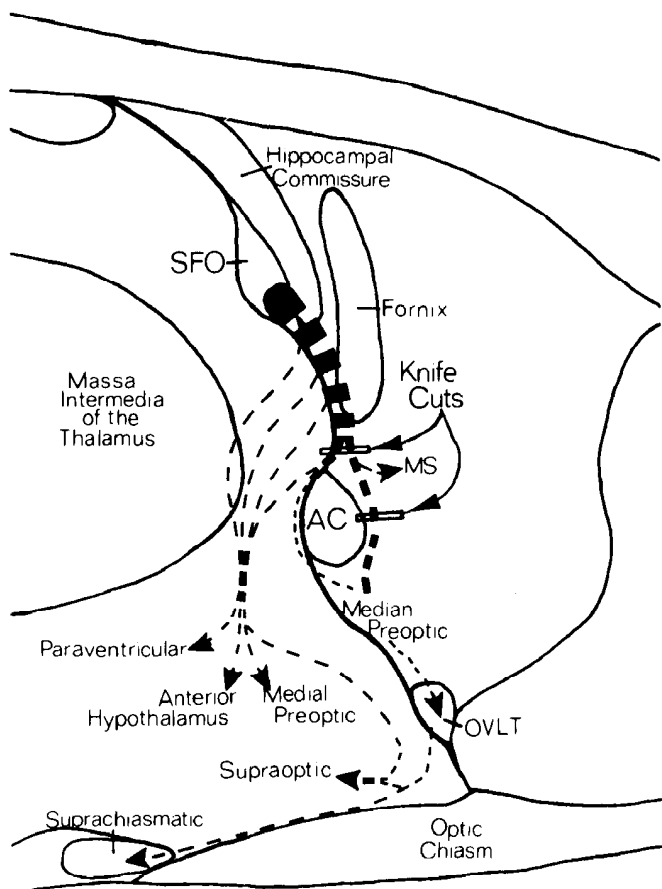 Hippocampal
Commissure
SFO
Fornix
Massa
Intermedia
of the
Thalamus
Knife
Cuts
MS
AC
Median
Preoptic
Paraventricular
Anterior
Hypothalamus
Medial
Preoptic
OVLT
Supraoptic
Suprachiasmatic
Optic
Chiasm